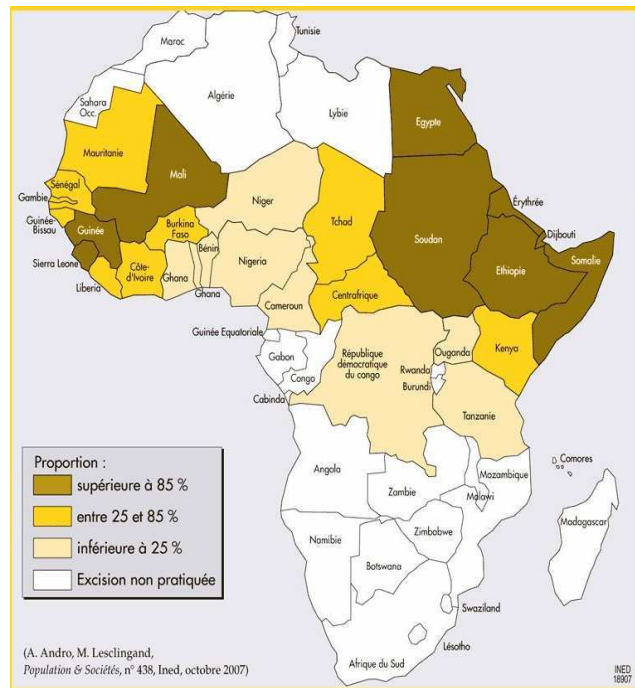 Tunisie
Maroc
Algérie
Lybie
Egypte
Sahara
Occ.
Mauritanie
Mali
Niger
Tchad
Soudan
Érythrée
Djibouti
Sénégal
Gambie
Guinée-
Bissau
Guinée
Burkina
Faso
Bénin
Nigeria
Ethiopie
Somalie
Sierra Leone
Liberia
Côte-
d'Ivoire
Ghana
Ghana
Cameroun
Centrafrique
Guinée Equatoriale
Gabon
Congo
République
démocratique
du congo
Ouganda
Kenya
Rwanda
Burundi
Cabinda
Tanzanie
Comores
Angola
Zambie
Mozambique
Malawi
Madagascar
Namibie
Zimbabwe
Botswana
Swaziland
Lésotho
Afrique du Sud
Proportion :
supérieure à 85 %
entre 25 et 85 %
inférieure à 25 %
Excision non pratiquée
(A. Andro, M. Lesclingand,
Population & Sociétés, n° 438, Ined, octobre 2007)
INED
18907